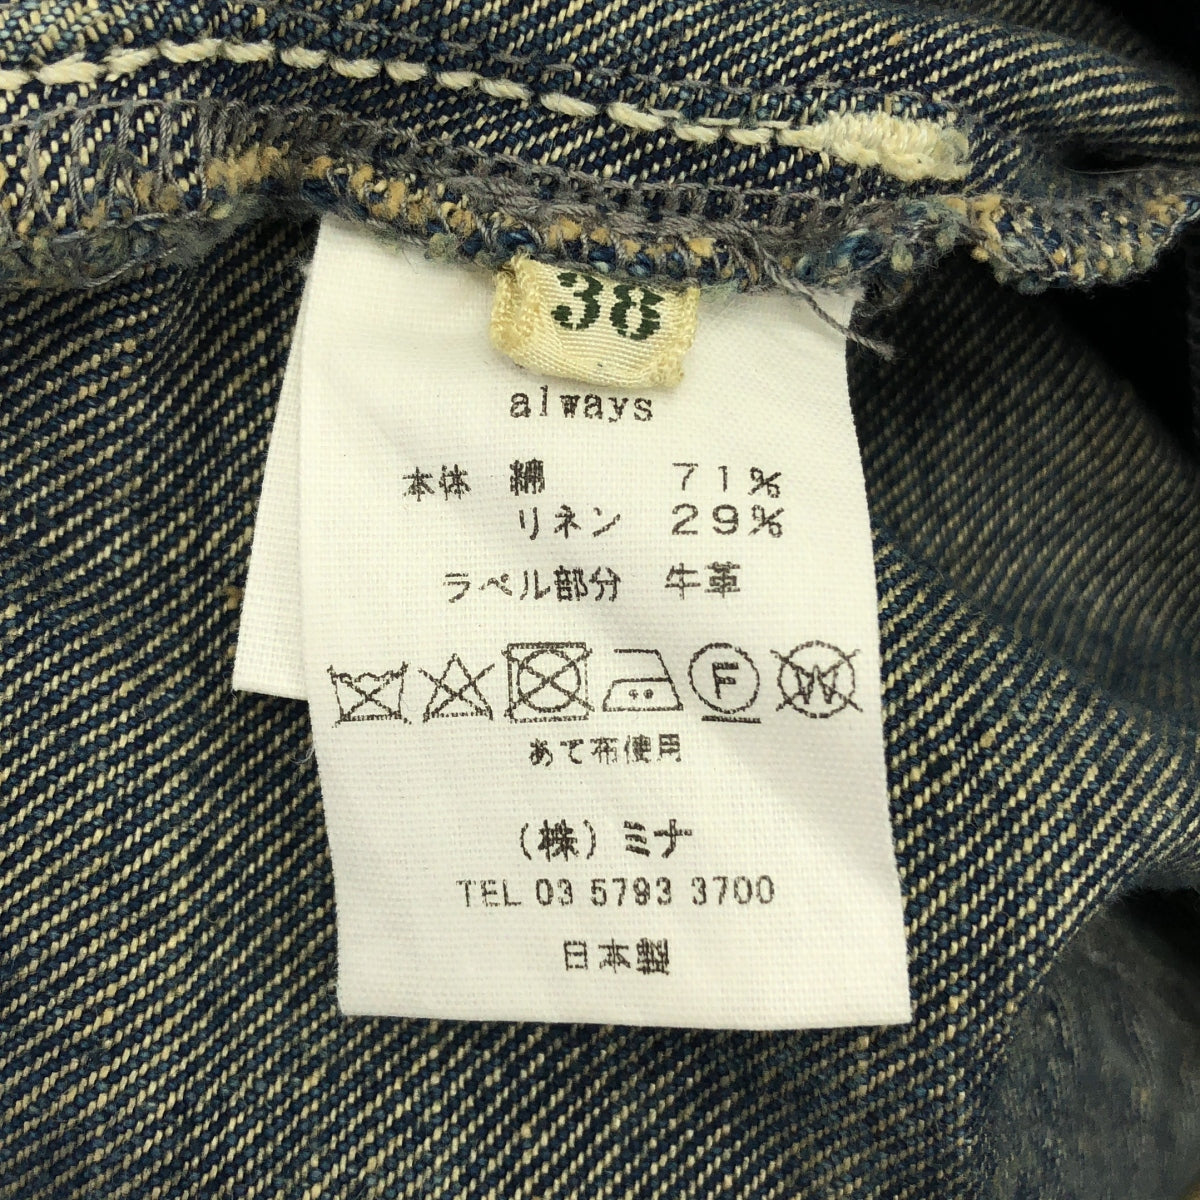 38
always
本体 綿 71%
リネン 29%
ラベル部分 牛革
F W
あて布使用
(株)ミナ
TEL 03 5793 3700
日本製